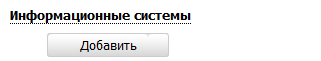 Информационные системы
Добавить